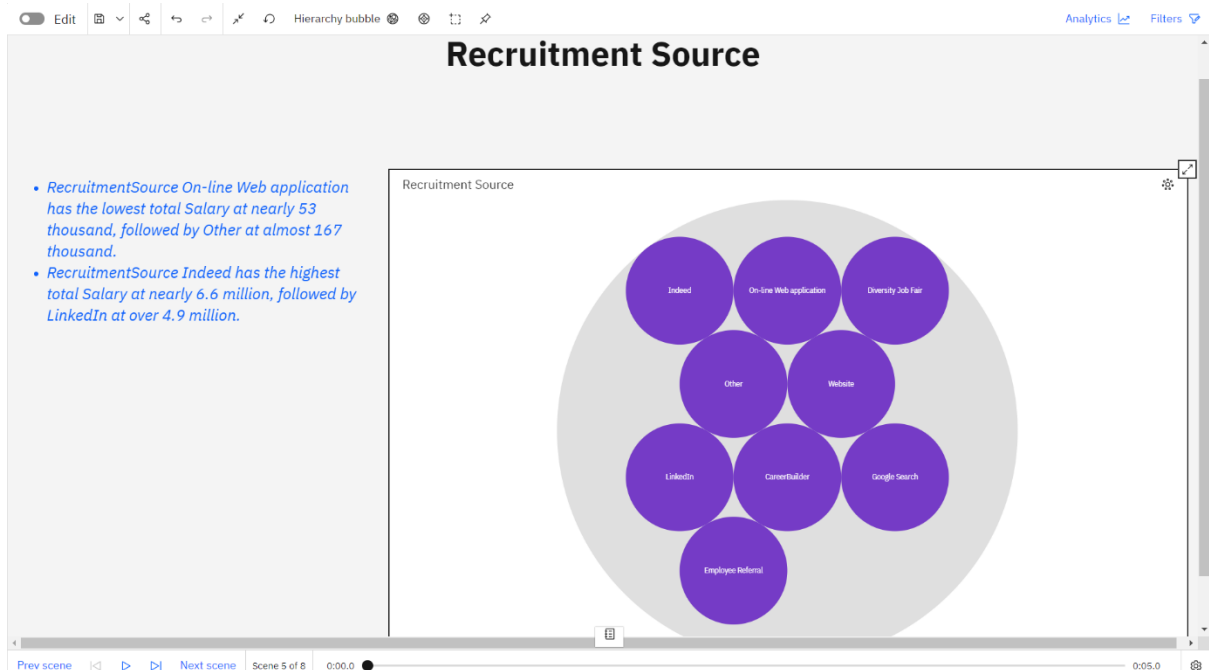 Edit
Hierarchy bubble
Analytics
Filters
Recruitment Source
• RecruitmentSource On-line Web application
has the lowest total Salary at nearly 53
thousand, followed by Other at almost 167
thousand.
• RecruitmentSource Indeed has the highest
total Salary at nearly 6.6 million, followed by
LinkedIn at over 4.9 million.
Recruitment Source
Indeed
On-line Web application
Diversity Job Fair
Other
Website
LinkedIn
CareerBuilder
Google Search
Employee Referral
Prev scene
Next scene
Scene 5 of 8
0:00.0
0:05.0